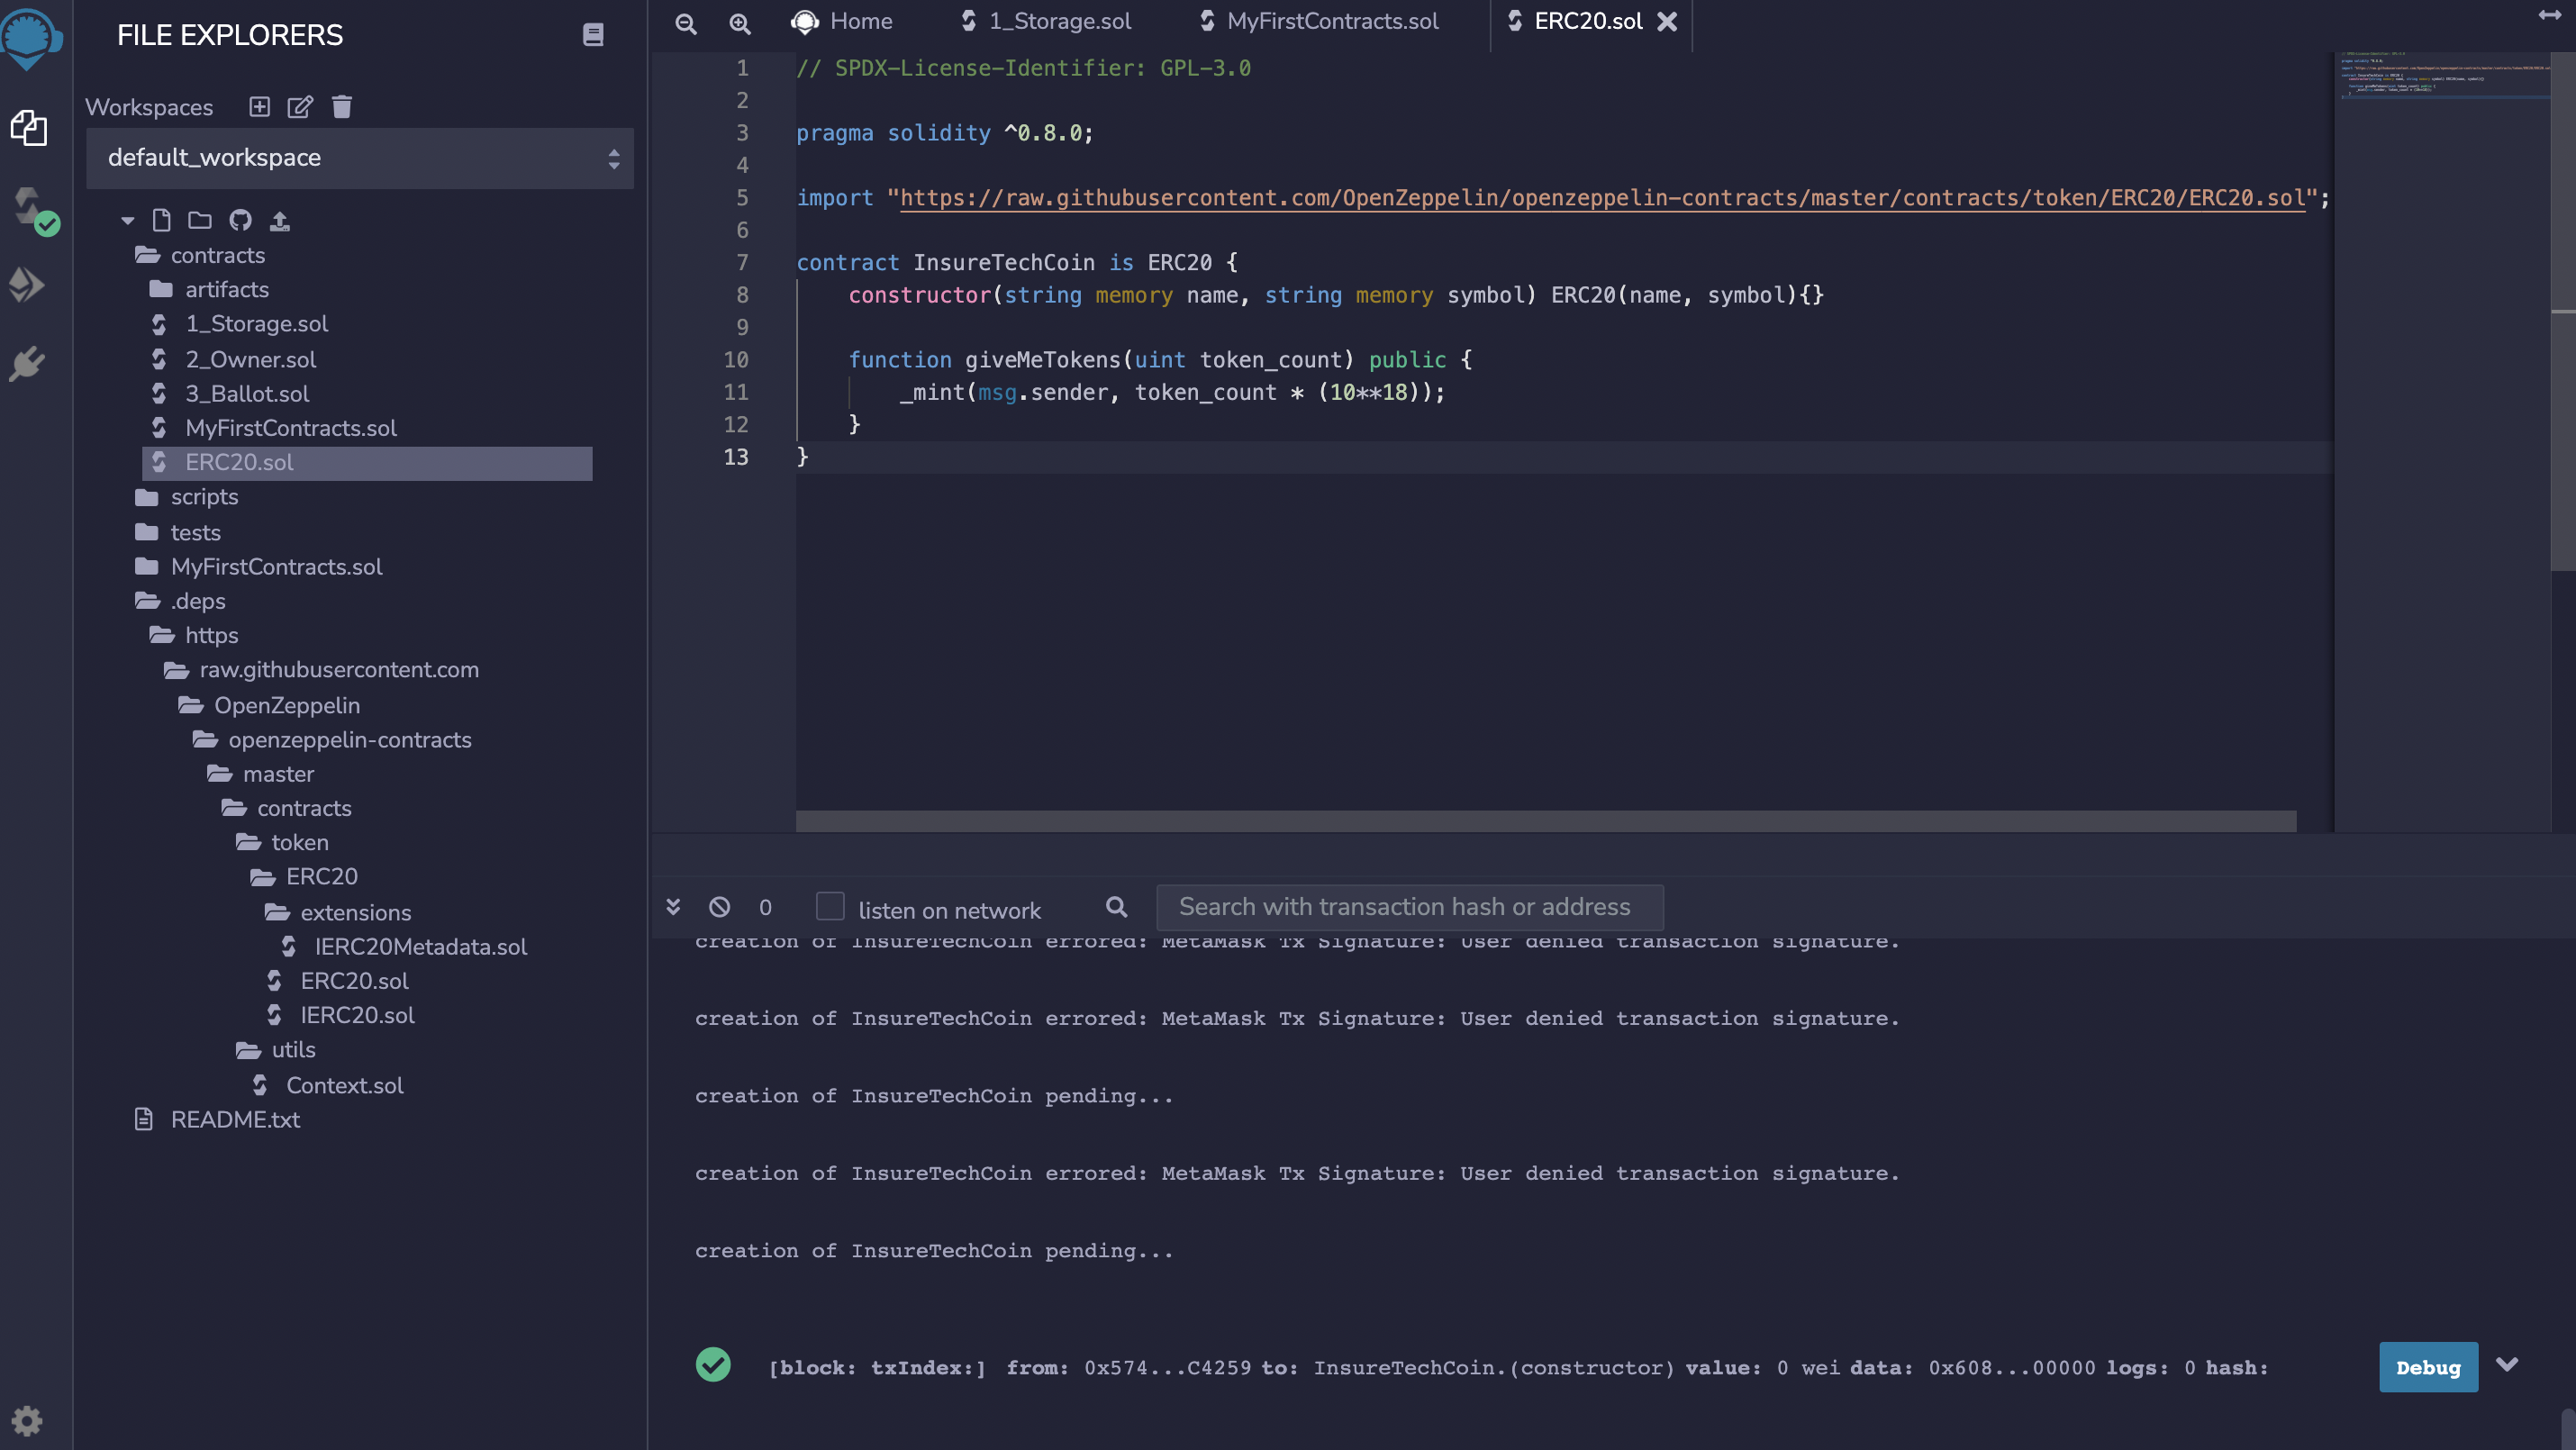 FILE EXPLORERS
Workspaces
default_workspace
contracts
artifacts
1_Storage.sol
2_Owner.sol
3_Ballot.sol
MyFirstContracts.sol
ERC20.sol
scripts
tests
MyFirstContracts.sol
.deps
https
raw.githubusercontent.com
OpenZeppelin
openzeppelin-contracts
master
contracts
token
ERC20
extensions
IERC20Metadata.sol
ERC20.sol
IERC20.sol
utils
Context.sol
README.txt
Home 1_Storage.sol MyFirstContracts.sol ERC20.sol
1 // SPDX-License-Identifier: GPL-3.0
2
3 pragma solidity ^0.8.0;
4
5 import "https://raw.githubusercontent.com/OpenZeppelin/openzeppelin-contracts/master/contracts/token/ERC20/ERC20.sol";
6
7 contract InsureTechCoin is ERC20 {
8 constructor(string memory name, string memory symbol) ERC20(name, symbol){}
9
10 function giveMeTokens(uint token_count) public {
11 _mint(msg.sender, token_count * (10**18));
12 }
13 }
0 listen on network Search with transaction hash or address
creation of InsureTechCoin errored: MetaMask Tx Signature: User denied transaction signature.
creation of InsureTechCoin errored: MetaMask Tx Signature: User denied transaction signature.
creation of InsureTechCoin pending...
creation of InsureTechCoin errored: MetaMask Tx Signature: User denied transaction signature.
creation of InsureTechCoin pending...
[block: txIndex:] from: 0x574...C4259 to: InsureTechCoin.(constructor) value: 0 wei data: 0x608...00000 logs: 0 hash: Debug